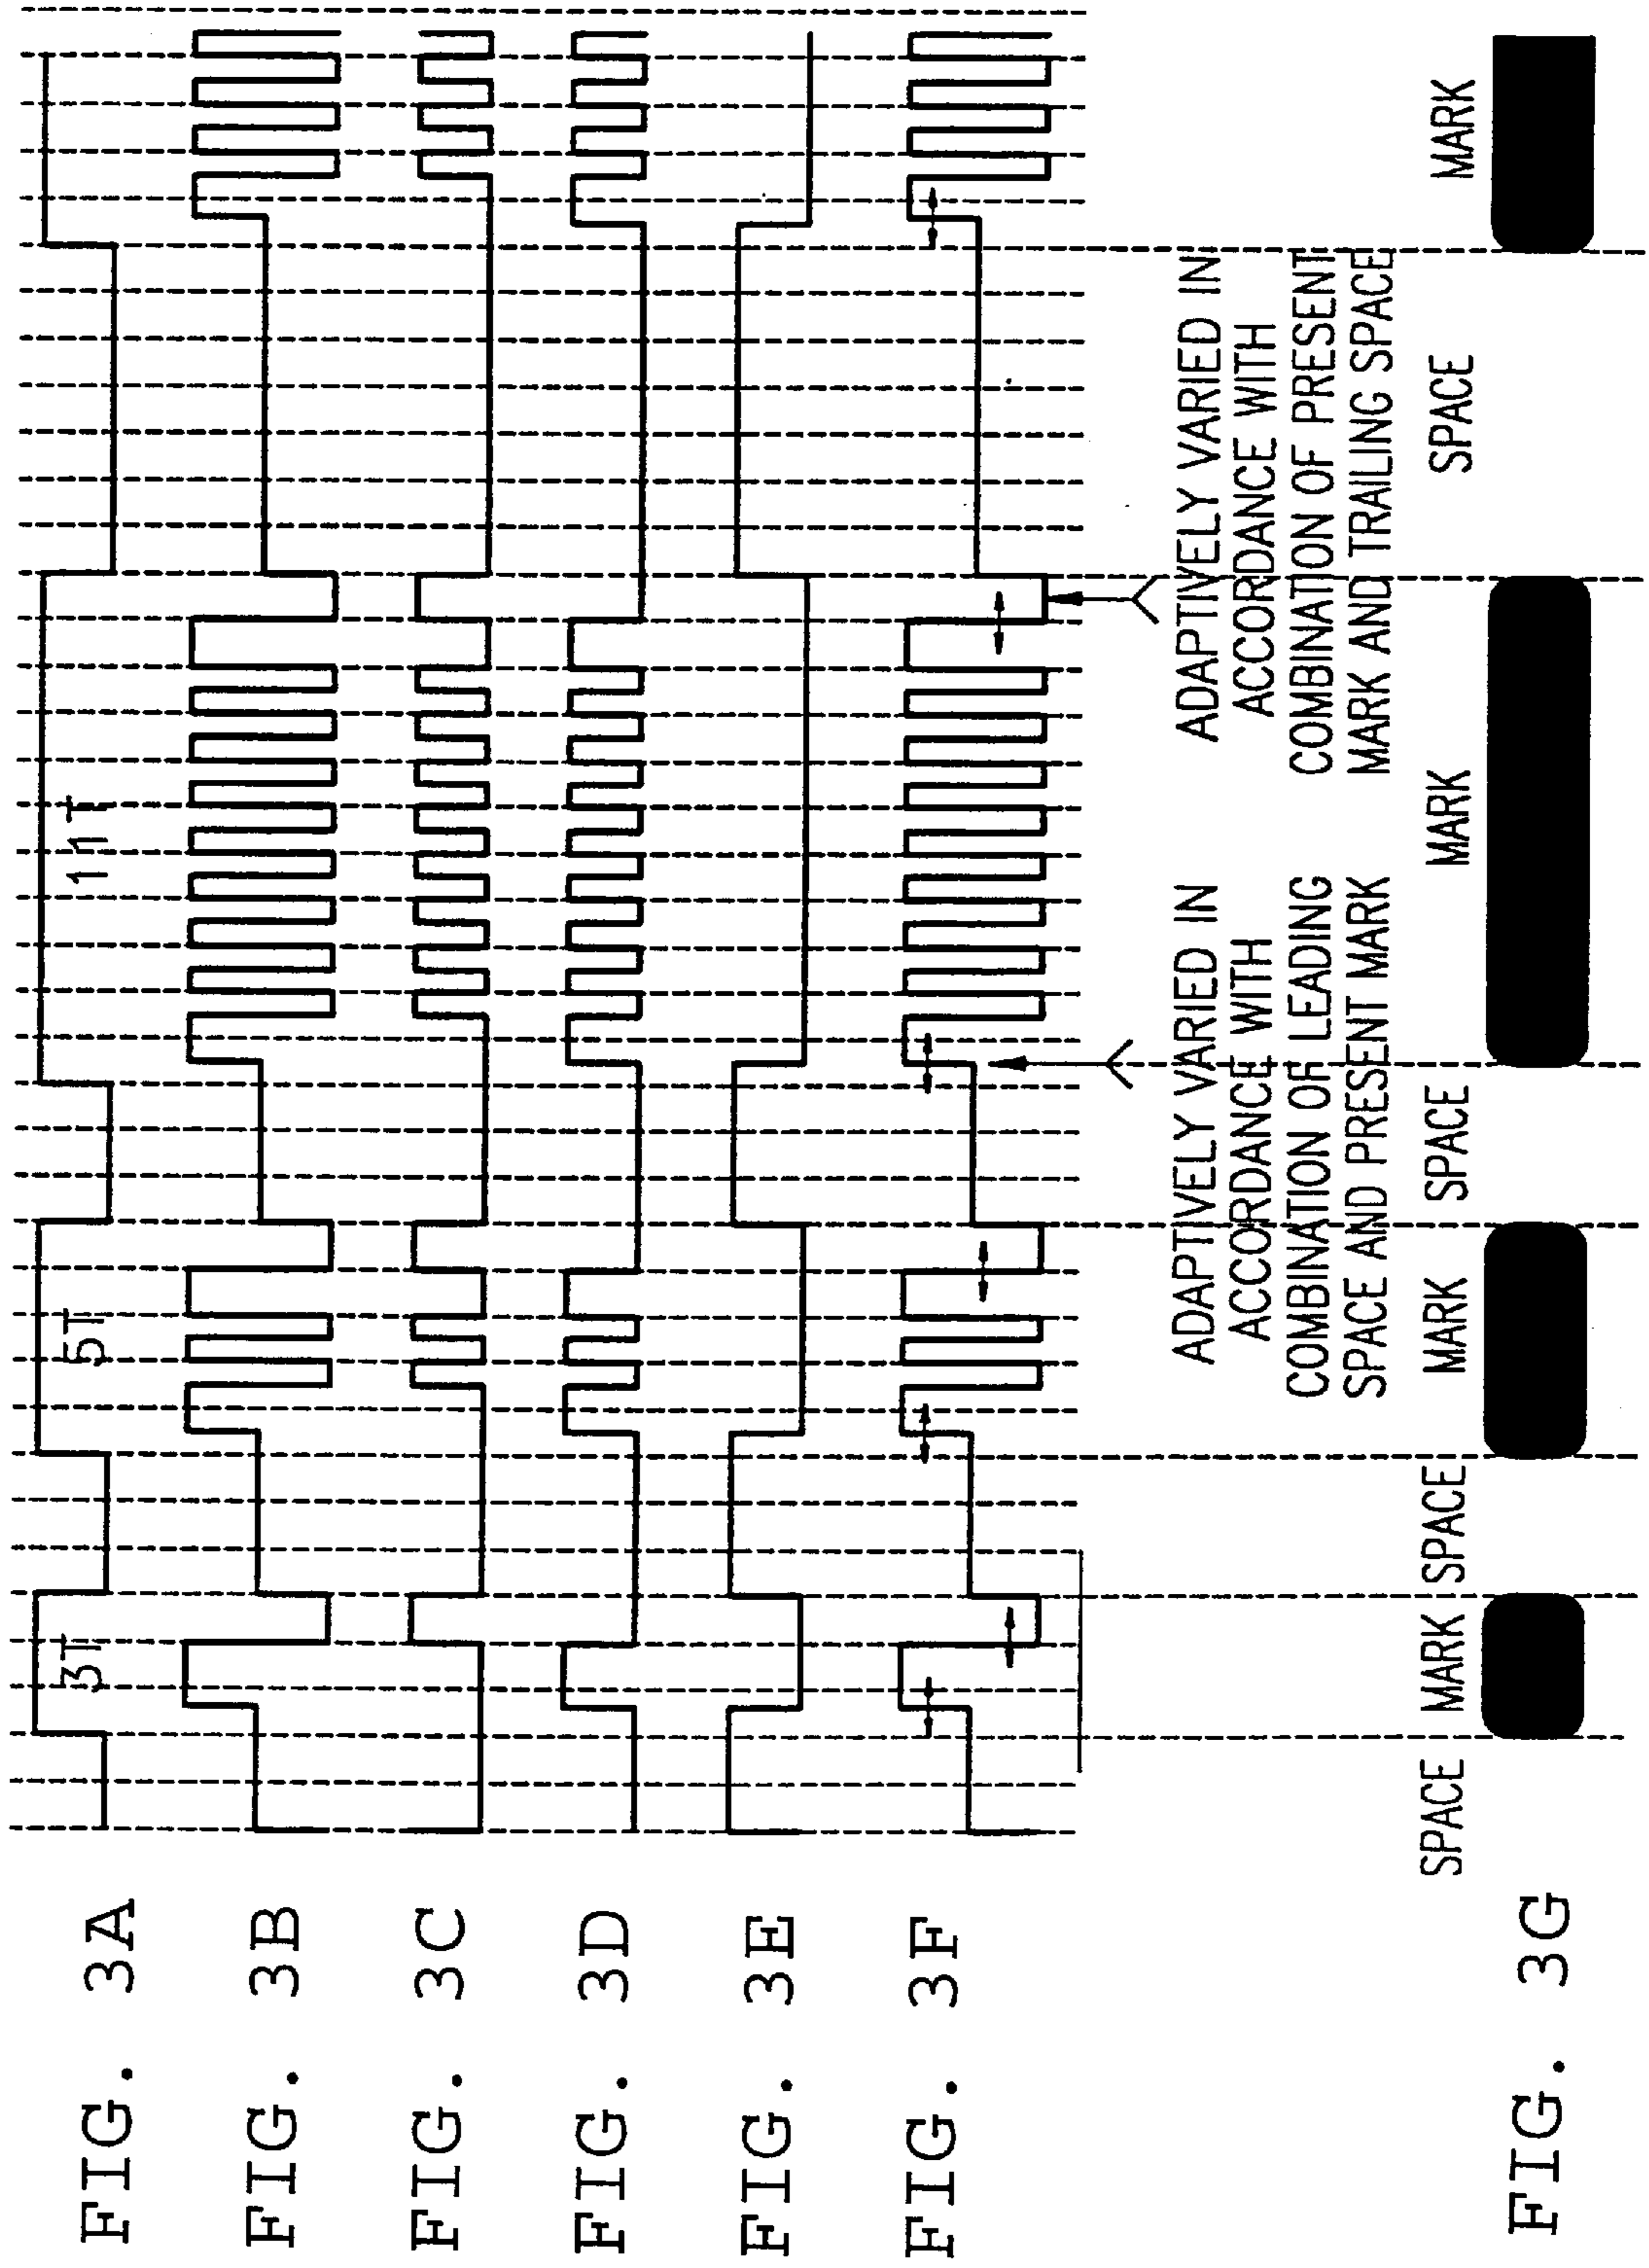 FIG. 3A
3T
5T
11T
FIG. 3B
FIG. 3C
FIG. 3D
FIG. 3E
FIG. 3F
ADAPTIVELY VARIED IN
ACCORDANCE WITH
COMBINATION OF LEADING
SPACE AND PRESENT MARK
ADAPTIVELY VARIED IN
ACCORDANCE WITH
COMBINATION OF PRESENT
MARK AND TRAILING SPACE
SPACE
MARK
SPACE
MARK
SPACE
MARK
SPACE
MARK
FIG. 3G